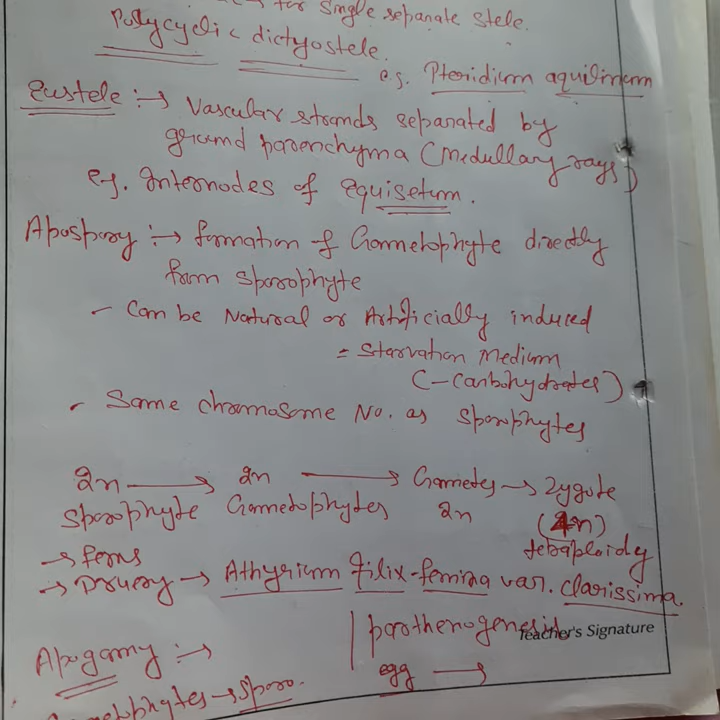 for single separate stele.
Polycyclic dictyostele.
eg. Pteridium aquilinum
Eustele :→ Vascular strands separated by
ground parenchyma (Medullary rays)
eg. Internodes of equisetum.
Apospory :→ formation of Gametophyte directly
from sporophyte
- Can be Natural or Artificially induced
= Starvation Medium
(-Carbohydrates)
- Same chromosome No. as sporophytes
2n → 2n → Gametes → Zygote
Sporophyte Gametophytes 2n (4n)
→ ferns tetraploidy
→ Druery → Athyrium filix-femina var. clarissima.
parthenogenesis
Teacher's Signature
Apogamy :→ egg →
→ sporo.